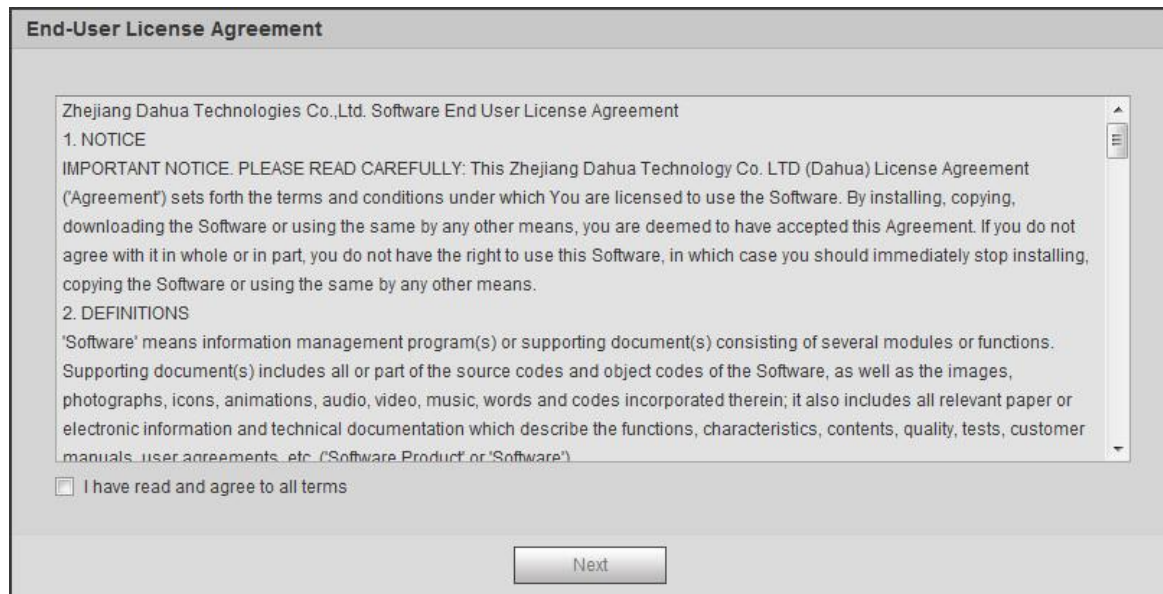 End-User License Agreement
Zhejiang Dahua Technologies Co.,Ltd. Software End User License Agreement
1. NOTICE
IMPORTANT NOTICE. PLEASE READ CAREFULLY: This Zhejiang Dahua Technology Co. LTD (Dahua) License Agreement
('Agreement') sets forth the terms and conditions under which You are licensed to use the Software. By installing, copying,
downloading the Software or using the same by any other means, you are deemed to have accepted this Agreement. If you do not
agree with it in whole or in part, you do not have the right to use this Software, in which case you should immediately stop installing,
copying the Software or using the same by any other means.
2. DEFINITIONS
'Software' means information management program(s) or supporting document(s) consisting of several modules or functions.
Supporting document(s) includes all or part of the source codes and object codes of the Software, as well as the images,
photographs, icons, animations, audio, video, music, words and codes incorporated therein; it also includes all relevant paper or
electronic information and technical documentation which describe the functions, characteristics, contents, quality, tests, customer
manuals, user agreements, etc. ('Software Product' or 'Software')
I have read and agree to all terms
Next